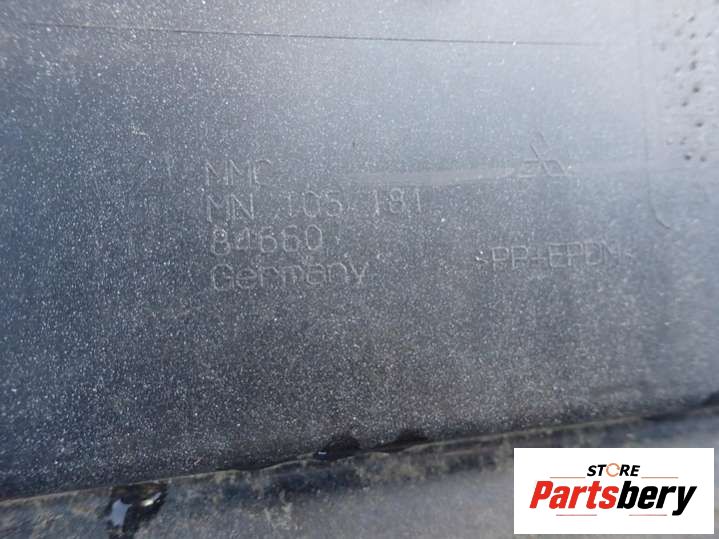 MMC
MN 105 181
84660
Germany
>PP+EPDM<
STORE
Partsbery